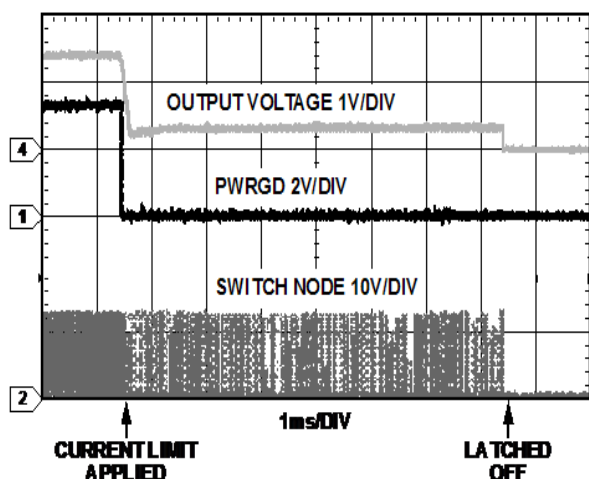 OUTPUT VOLTAGE 1V/DIV
4
PWRGD 2V/DIV
1
SWITCH NODE 10V/DIV
2
1ms/DIV
CURRENT LIMIT
APPLIED
LATCHED
OFF